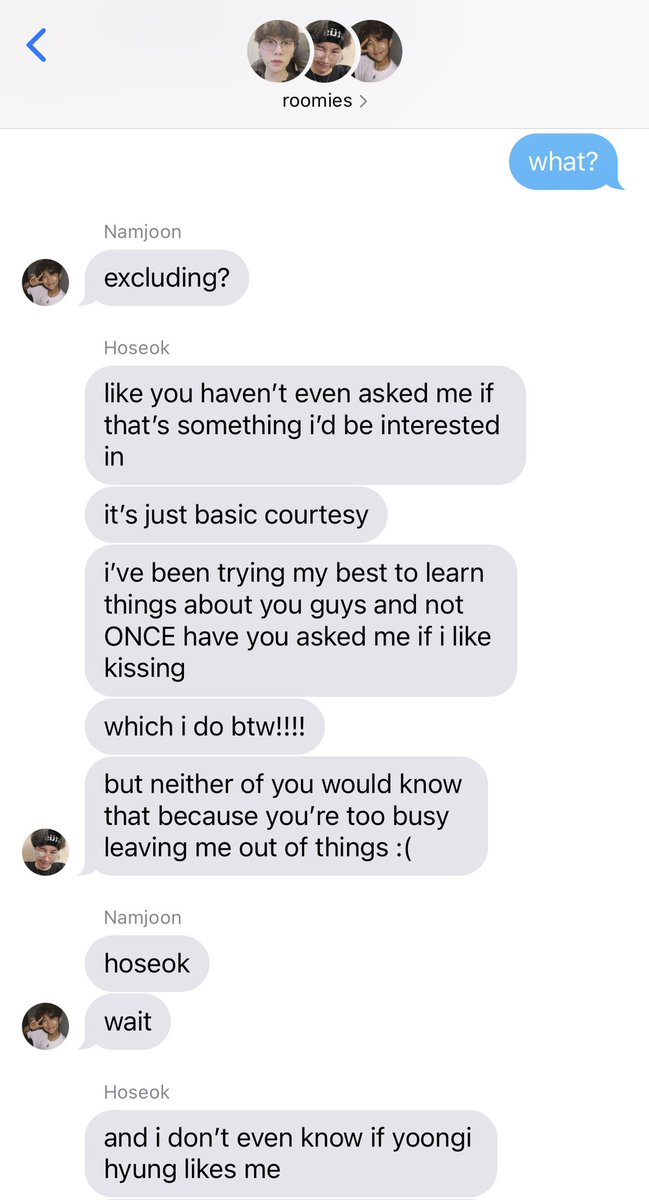 roomies
what?
Namjoon
excluding?
Hoseok
like you haven’t even asked me if
that’s something i’d be interested
in
it’s just basic courtesy
i’ve been trying my best to learn
things about you guys and not
ONCE have you asked me if i like
kissing
which i do btw!!!!
but neither of you would know
that because you’re too busy
leaving me out of things :(
Namjoon
hoseok
wait
Hoseok
and i don’t even know if yoongi
hyung likes me